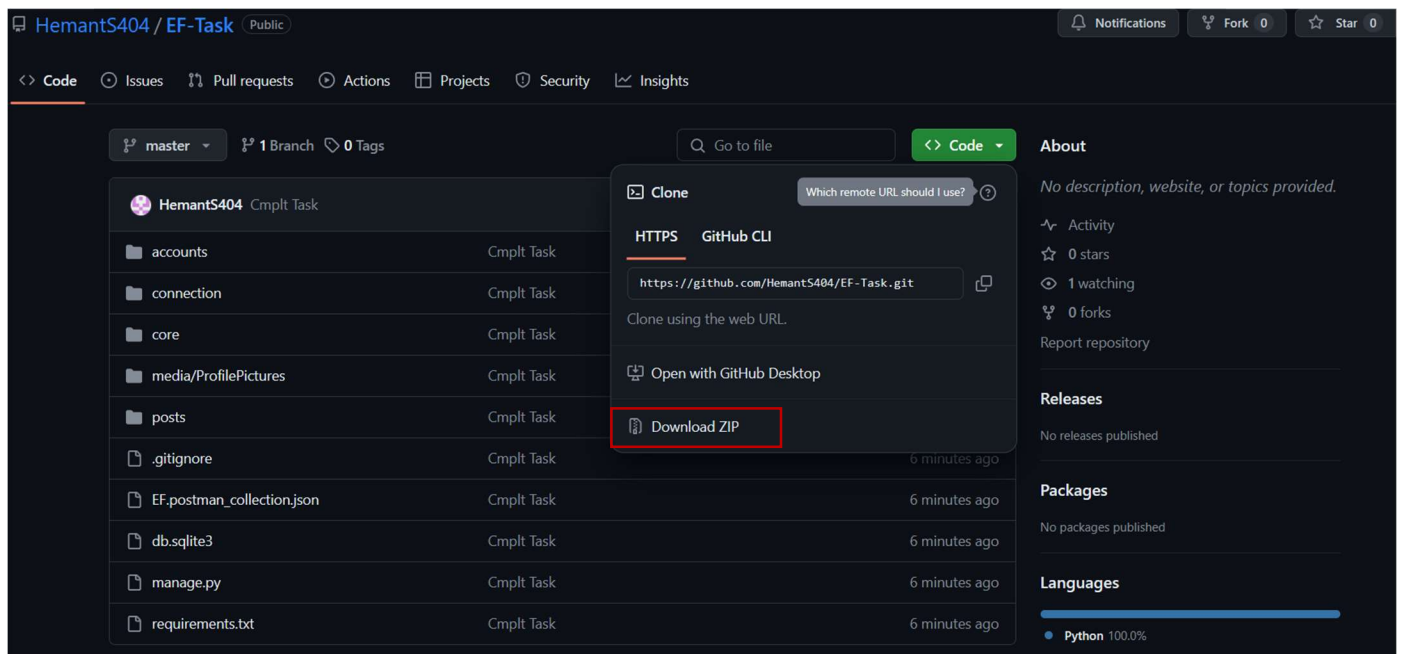 HemantS404 / EF-Task Public
Notifications Fork 0 Star 0
Code Issues Pull requests Actions Projects Security Insights
master 1 Branch 0 Tags Go to file Code
HemantS404 Cmplt Task
accounts Cmplt Task
connection Cmplt Task
core Cmplt Task
media/ProfilePictures Cmplt Task
posts Cmplt Task
.gitignore Cmplt Task 6 minutes ago
EF.postman_collection.json Cmplt Task 6 minutes ago
db.sqlite3 Cmplt Task 6 minutes ago
manage.py Cmplt Task 6 minutes ago
requirements.txt Cmplt Task 6 minutes ago
Clone Which remote URL should I use?
HTTPS GitHub CLI
https://github.com/HemantS404/EF-Task.git
Clone using the web URL.
Open with GitHub Desktop
Download ZIP
About
No description, website, or topics provided.
Activity
0 stars
1 watching
0 forks
Report repository
Releases
No releases published
Packages
No packages published
Languages
Python 100.0%